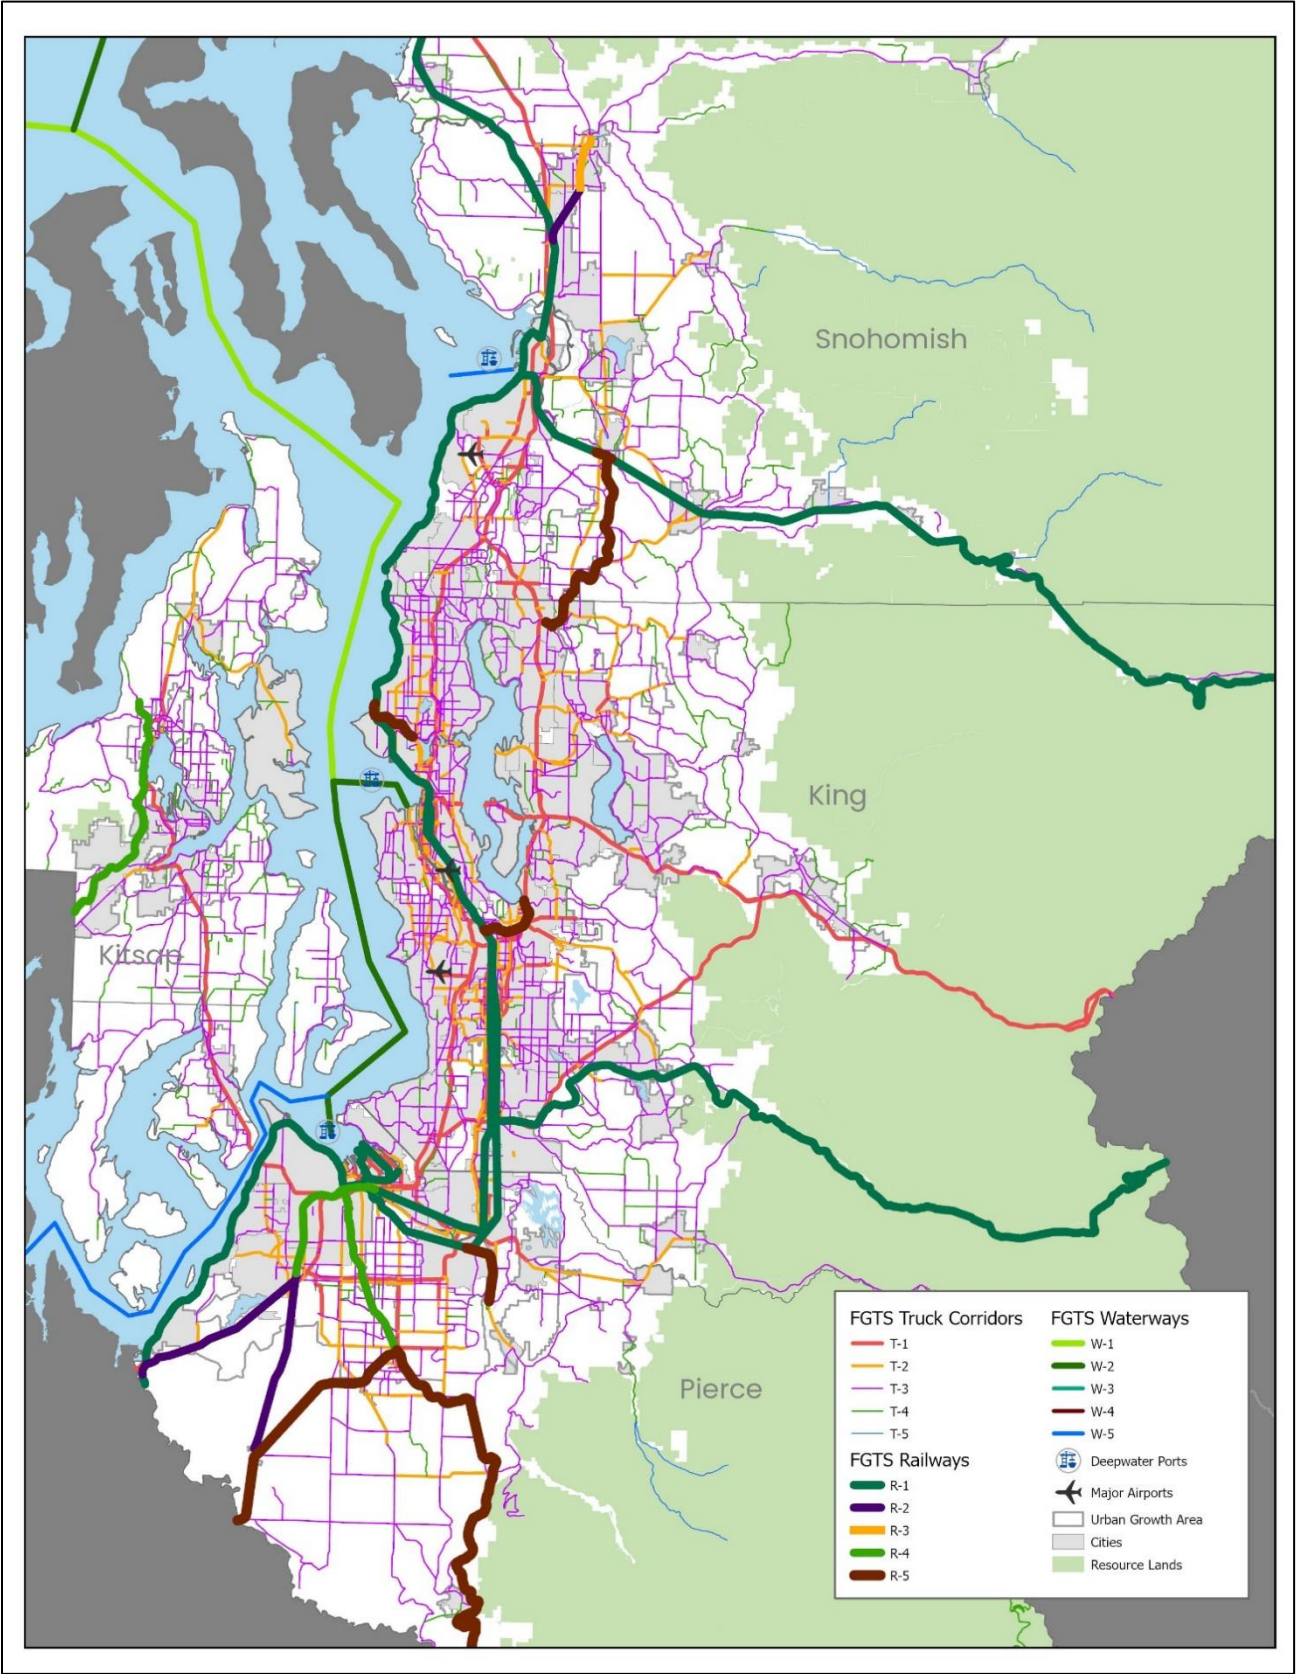 Snohomish
King
Kitsap
Pierce
FGTS Truck Corridors
T-1
T-2
T-3
T-4
T-5
FGTS Railways
R-1
R-2
R-3
R-4
R-5
FGTS Waterways
W-1
W-2
W-3
W-4
W-5
Deepwater Ports
Major Airports
Urban Growth Area
Cities
Resource Lands